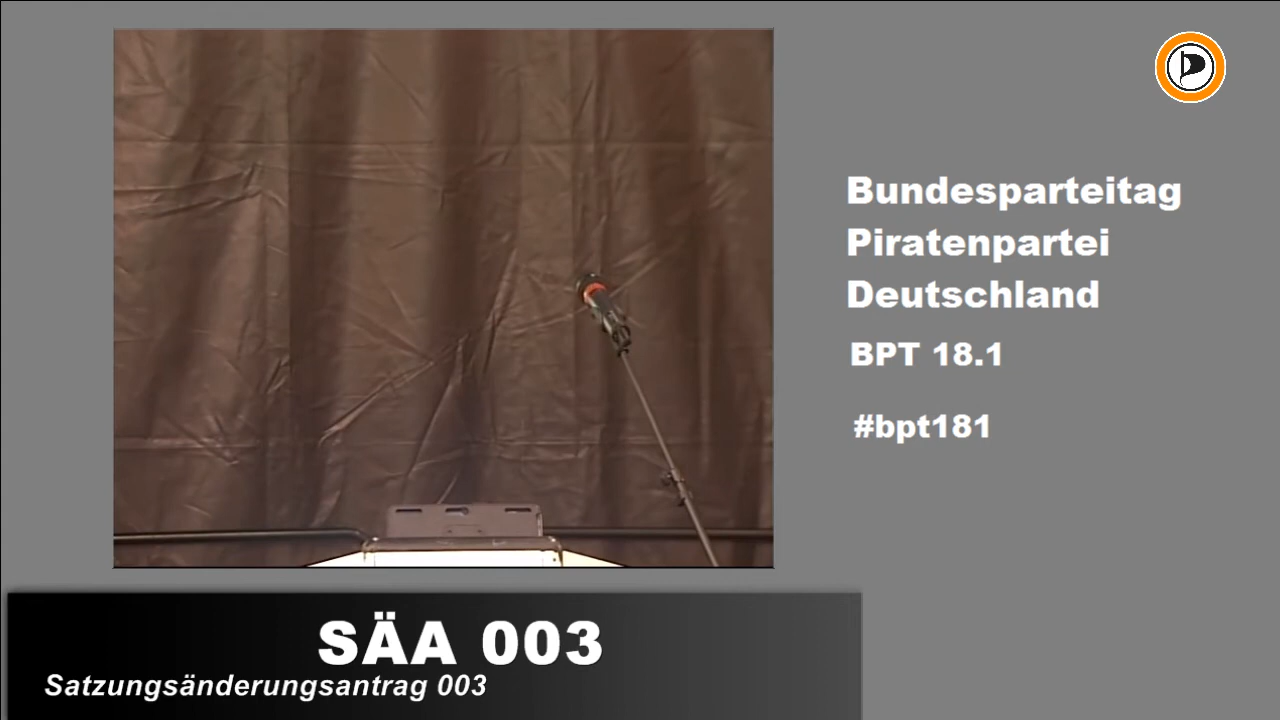 Bundesparteitag
Piratenpartei
Deutschland
BPT 18.1
#bpt181
SÄA 003
Satzungsänderungsantrag 003